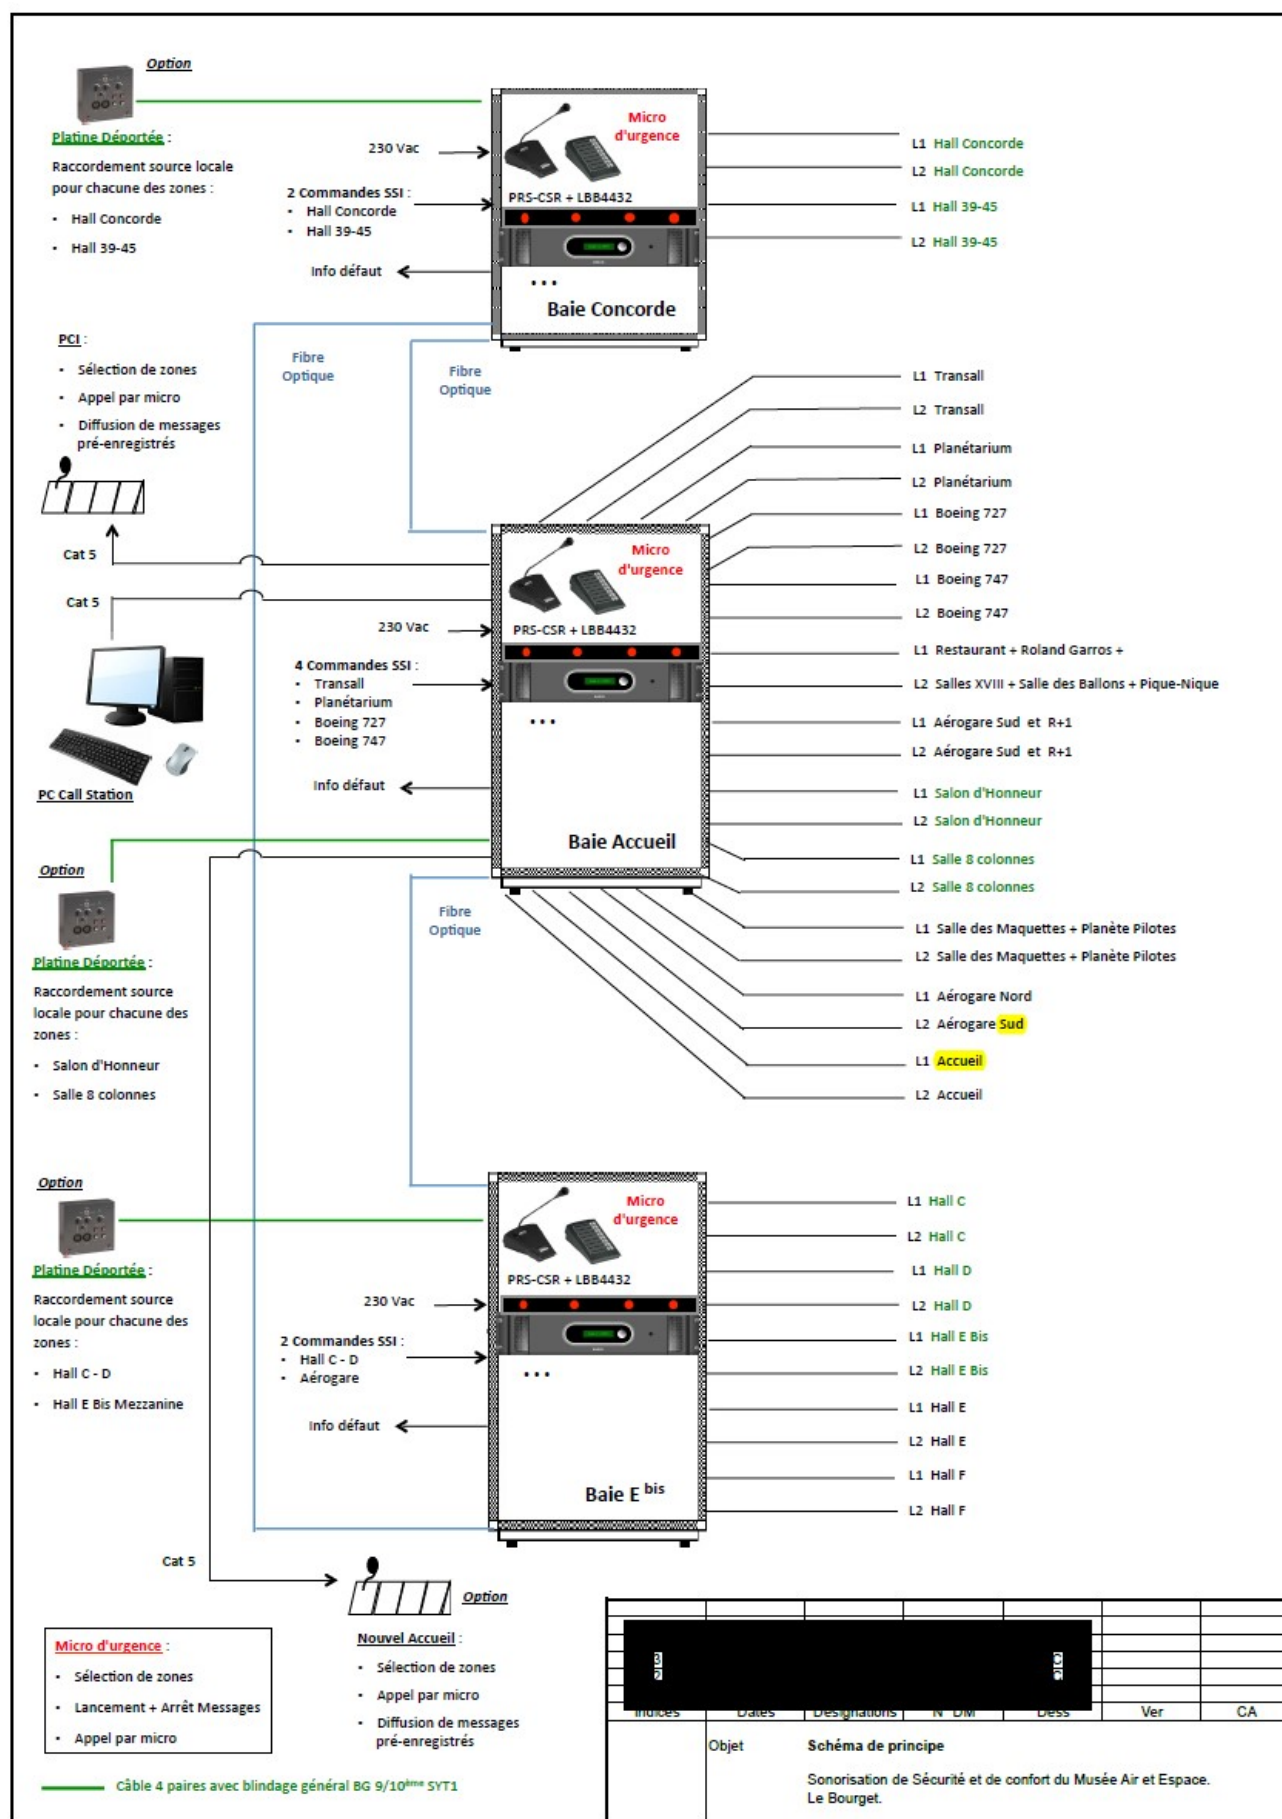 Option
Platine Déportée :
Raccordement source locale
pour chacune des zones :
• Hall Concorde
• Hall 39-45
230 Vac
2 Commandes SSI :
• Hall Concorde
• Hall 39-45
Info défaut
Micro
d'urgence
PRS-CSR + LBB4432
...
Baie Concorde
L1 Hall Concorde
L2 Hall Concorde
L1 Hall 39-45
L2 Hall 39-45
PCI :
• Sélection de zones
• Appel par micro
• Diffusion de messages
pré-enregistrés
Fibre
Optique
Fibre
Optique
Cat 5
Cat 5
PC Call Station
230 Vac
4 Commandes SSI :
• Transall
• Planétarium
• Boeing 727
• Boeing 747
Info défaut
Micro
d'urgence
PRS-CSR + LBB4432
...
Baie Accueil
L1 Transall
L2 Transall
L1 Planétarium
L2 Planétarium
L1 Boeing 727
L2 Boeing 727
L1 Boeing 747
L2 Boeing 747
L1 Restaurant + Roland Garros +
L2 Salles XVIII + Salle des Ballons + Pique-Nique
L1 Aérogare Sud et R+1
L2 Aérogare Sud et R+1
L1 Salon d'Honneur
L2 Salon d'Honneur
L1 Salle 8 colonnes
L2 Salle 8 colonnes
L1 Salle des Maquettes + Planète Pilotes
L2 Salle des Maquettes + Planète Pilotes
L1 Aérogare Nord
L2 Aérogare Sud
L1 Accueil
L2 Accueil
Option
Platine Déportée :
Raccordement source
locale pour chacune des
zones :
• Salon d'Honneur
• Salle 8 colonnes
Fibre
Optique
Option
Platine Déportée :
Raccordement source
locale pour chacune des
zones :
• Hall C - D
• Hall E Bis Mezzanine
230 Vac
2 Commandes SSI :
• Hall C - D
• Aérogare
Info défaut
Micro
d'urgence
PRS-CSR + LBB4432
...
Baie E bis
L1 Hall C
L2 Hall C
L1 Hall D
L2 Hall D
L1 Hall E Bis
L2 Hall E Bis
L1 Hall E
L2 Hall E
L1 Hall F
L2 Hall F
Cat 5
Option
Nouvel Accueil :
• Sélection de zones
• Appel par micro
• Diffusion de messages
pré-enregistrés
Micro d'urgence :
• Sélection de zones
• Lancement + Arrêt Messages
• Appel par micro
Câble 4 paires avec blindage général BG 9/10ème SYT1
Indices Dates Désignations N° DM Dess Ver CA
Objet Schéma de principe
Sonorisation de Sécurité et de confort du Musée Air et Espace.
Le Bourget.